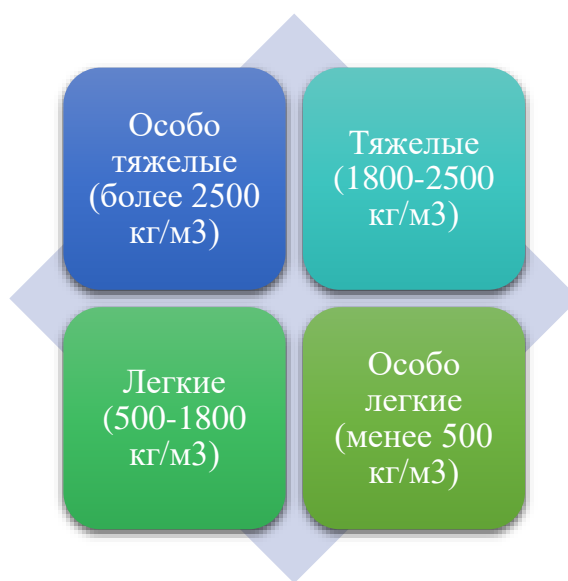 Особо
тяжелые
(более 2500
кг/м3)
Тяжелые
(1800-2500
кг/м3)
Легкие
(500-1800
кг/м3)
Особо
легкие
(менее 500
кг/м3)